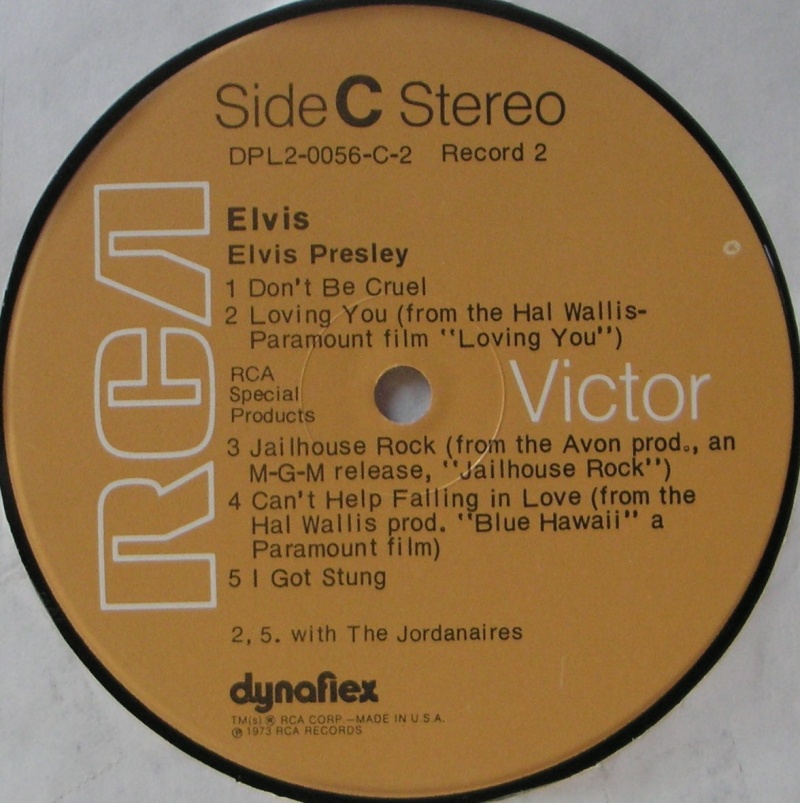 Side C Stereo
DPL2-0056-C-2 Record 2
Elvis
Elvis Presley
1 Don't Be Cruel
2 Loving You (from the Hal Wallis-
Paramount film "Loving You")
RCA
Special
Products
RCA Victor
3 Jailhouse Rock (from the Avon prod., an
M-G-M release, "Jailhouse Rock")
4 Can't Help Falling in Love (from the
Hal Wallis prod. "Blue Hawaii" a
Paramount film)
5 I Got Stung
2, 5. with The Jordanaires
dynaflex
TM(s) ® RCA CORP.—MADE IN U.S.A.
℗ 1973 RCA RECORDS